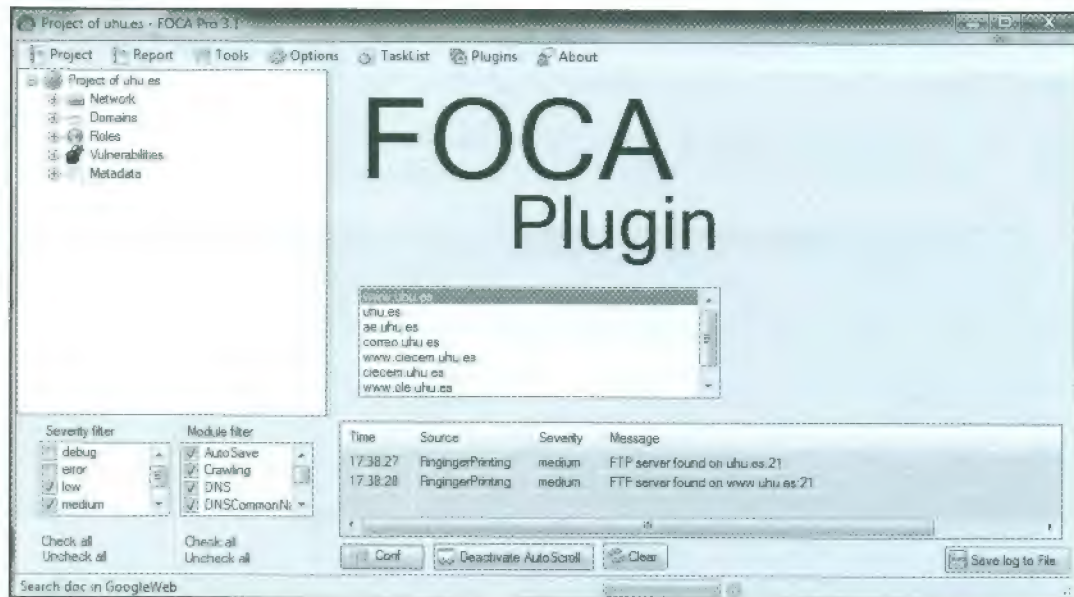 Project of uhu.es - FOCA Pro 3.1
Project Report Tools Options TaskList Plugins About
Project of uhu.es
Network
Domains
Roles
Vulnerabilities
Metadata
FOCA
Plugin
www.uhu.es
uhu.es
ae.uhu.es
correo.uhu.es
www.ciecem.uhu.es
ciecem.uhu.es
www.ole.uhu.es
Severity filter
debug
error
low
medium
Check all
Uncheck all
Module filter
AutoSave
Crawling
DNS
DNSCommonNa
Check all
Uncheck all
Time Source Severity Message
17:38:27 FingingerPrinting medium FTP server found on uhu.es:21
17:38:28 FingingerPrinting medium FTP server found on www.uhu.es:21
Conf Deactivate AutoScroll Clear Save log to File
Search doc in GoogleWeb